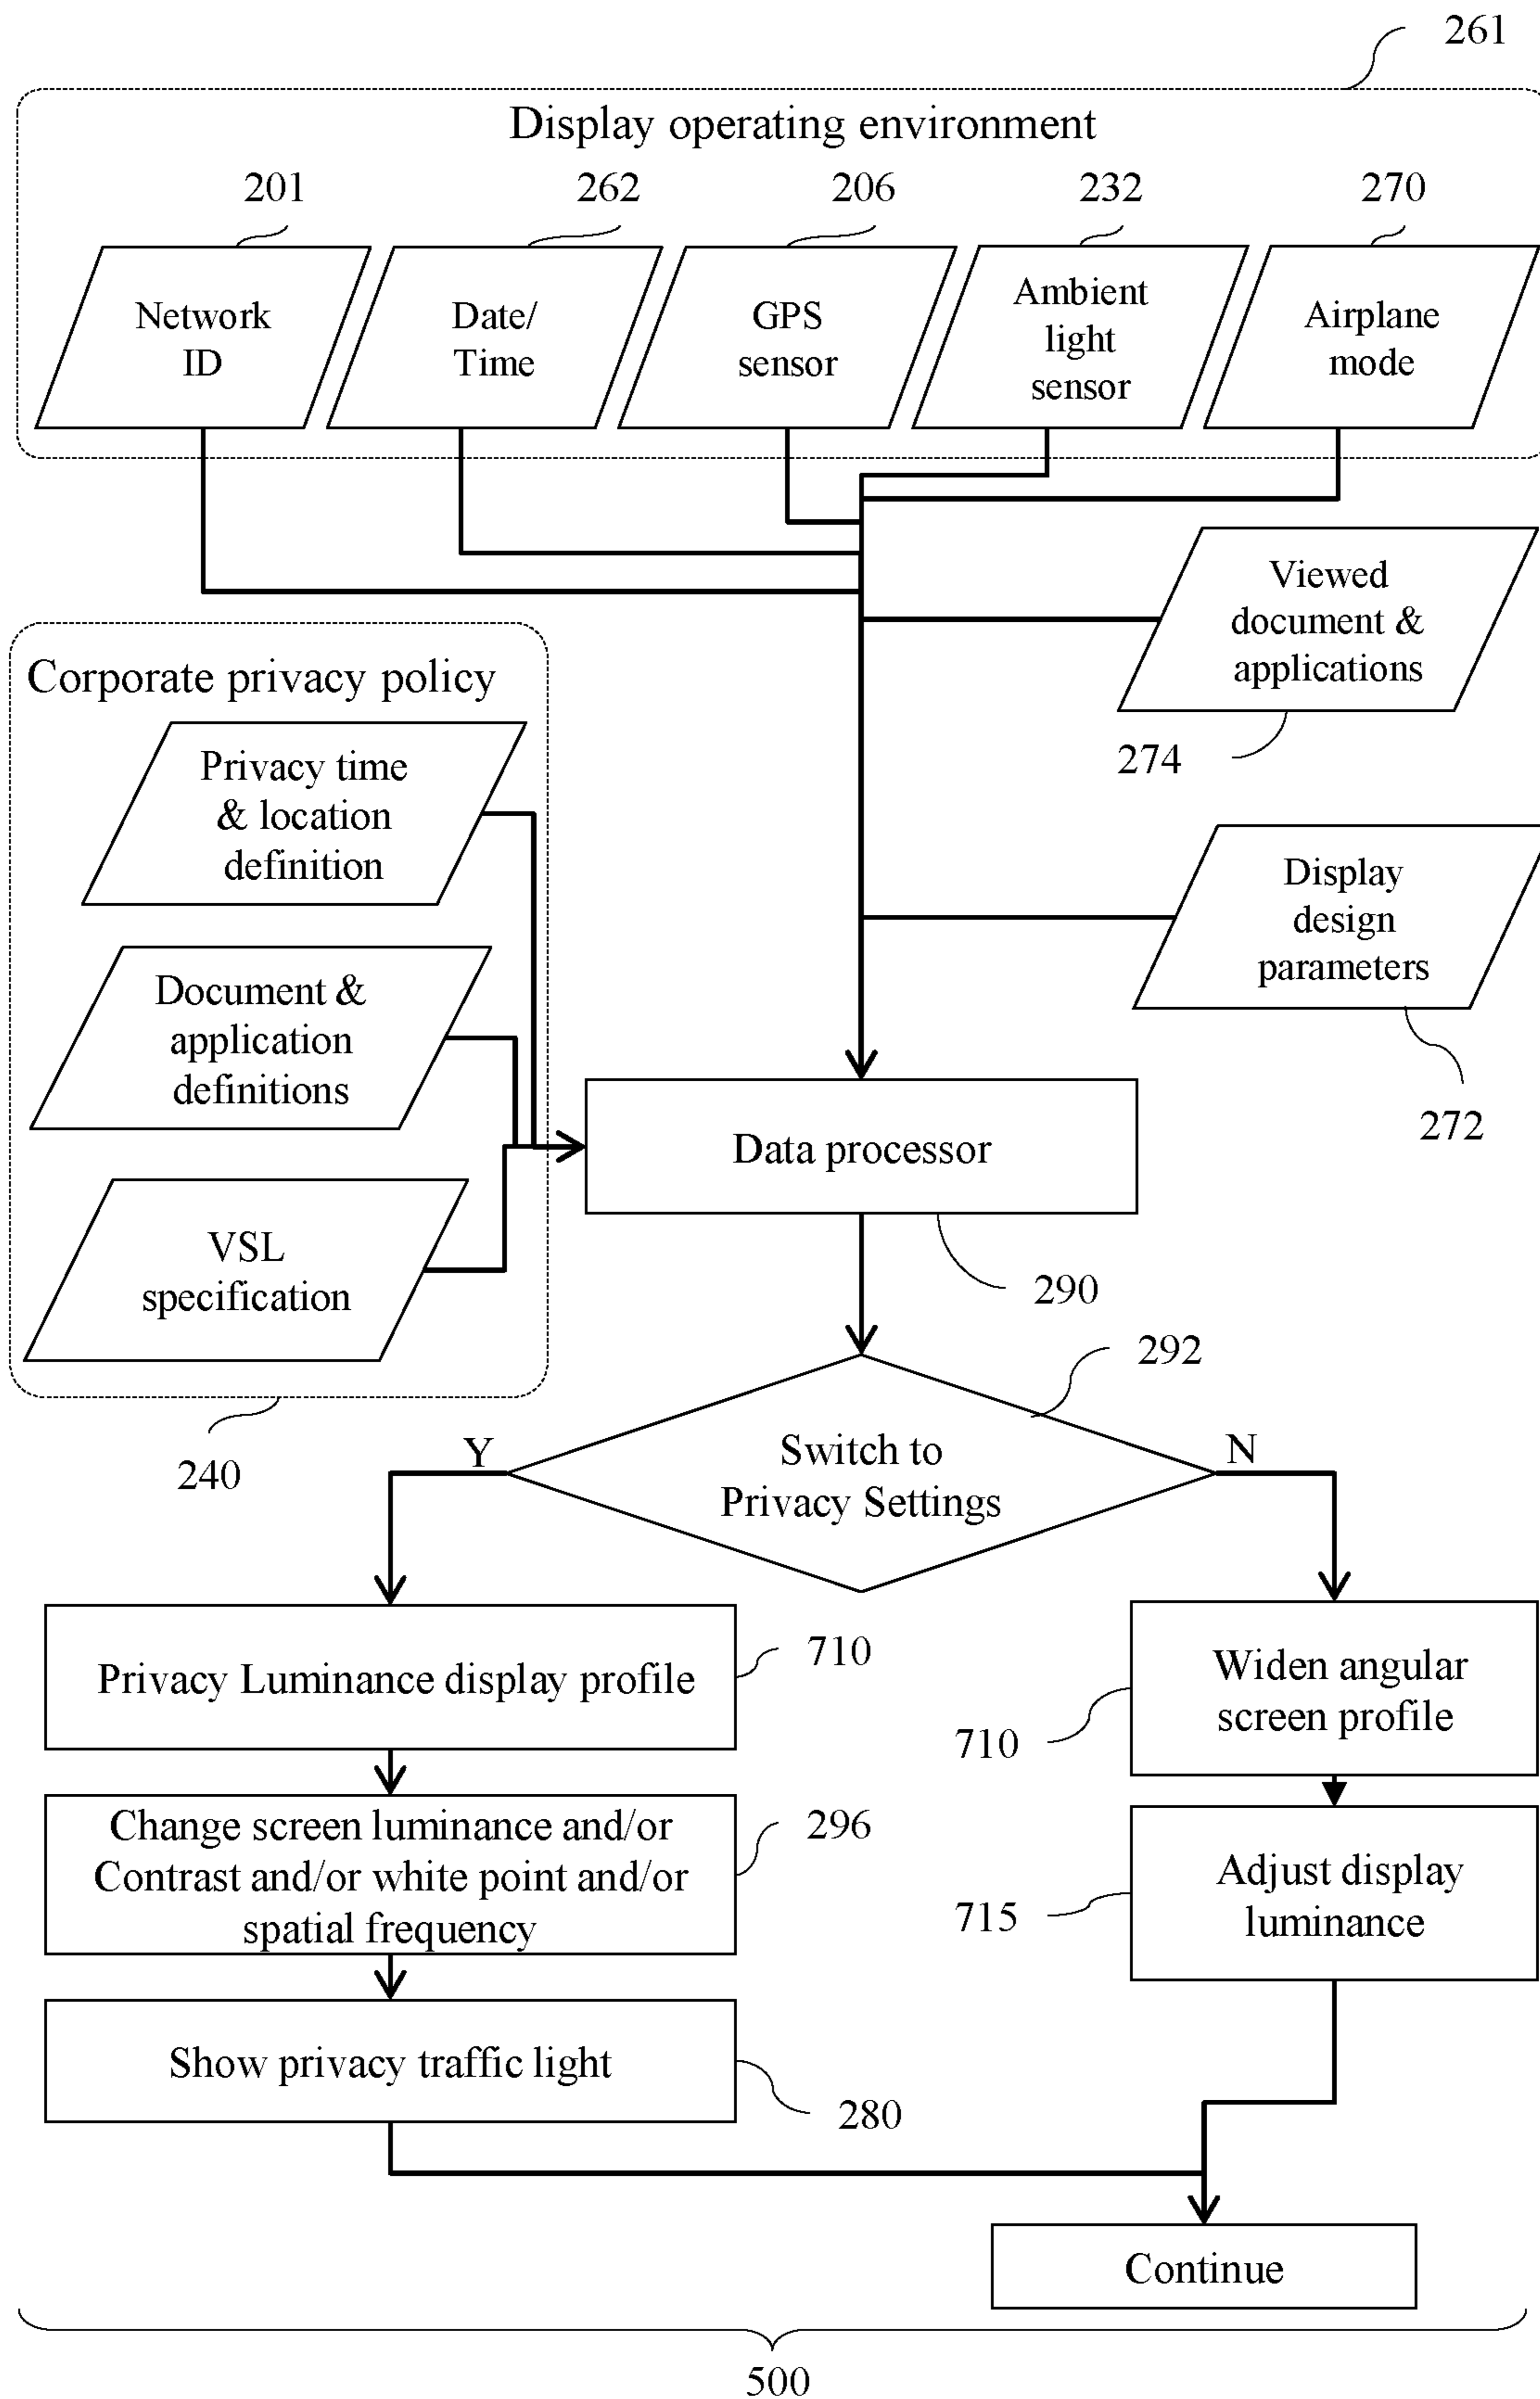 261
Display operating environment
201
262
206
232
270
Network
ID
Date/
Time
GPS
sensor
Ambient
light
sensor
Airplane
mode
Viewed
document &
applications
274
Corporate privacy policy
Privacy time
& location
definition
Document &
application
definitions
VSL
specification
240
Display
design
parameters
272
Data processor
290
292
Switch to
Privacy Settings
Y
N
Privacy Luminance display profile
710
Change screen luminance and/or
Contrast and/or white point and/or
spatial frequency
296
Show privacy traffic light
280
Widen angular
screen profile
710
Adjust display
luminance
715
Continue
500